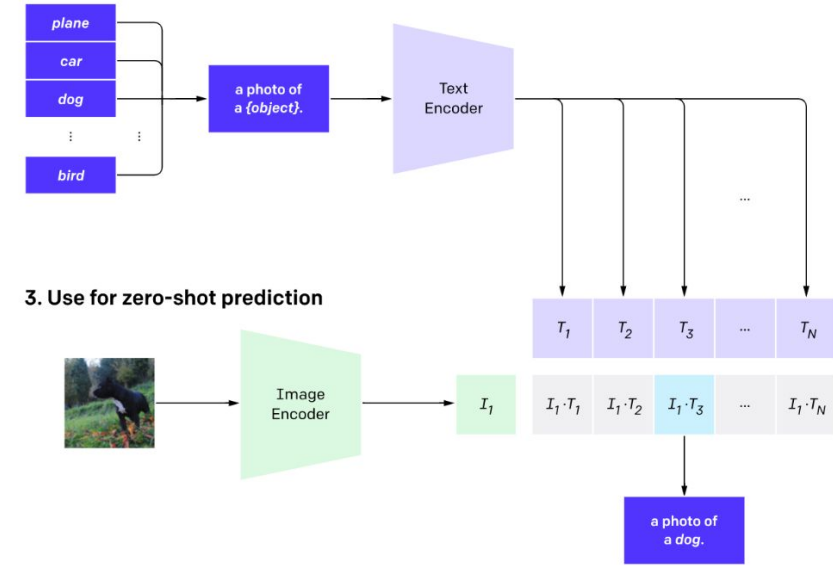 plane
car
dog
⋮ ⋮
bird
a photo of
a {object}.
Text
Encoder
...
3. Use for zero-shot prediction
Image
Encoder
T1 T2 T3 ... TN
I1 I1·T1 I1·T2 I1·T3 ... I1·TN
a photo of
a dog.